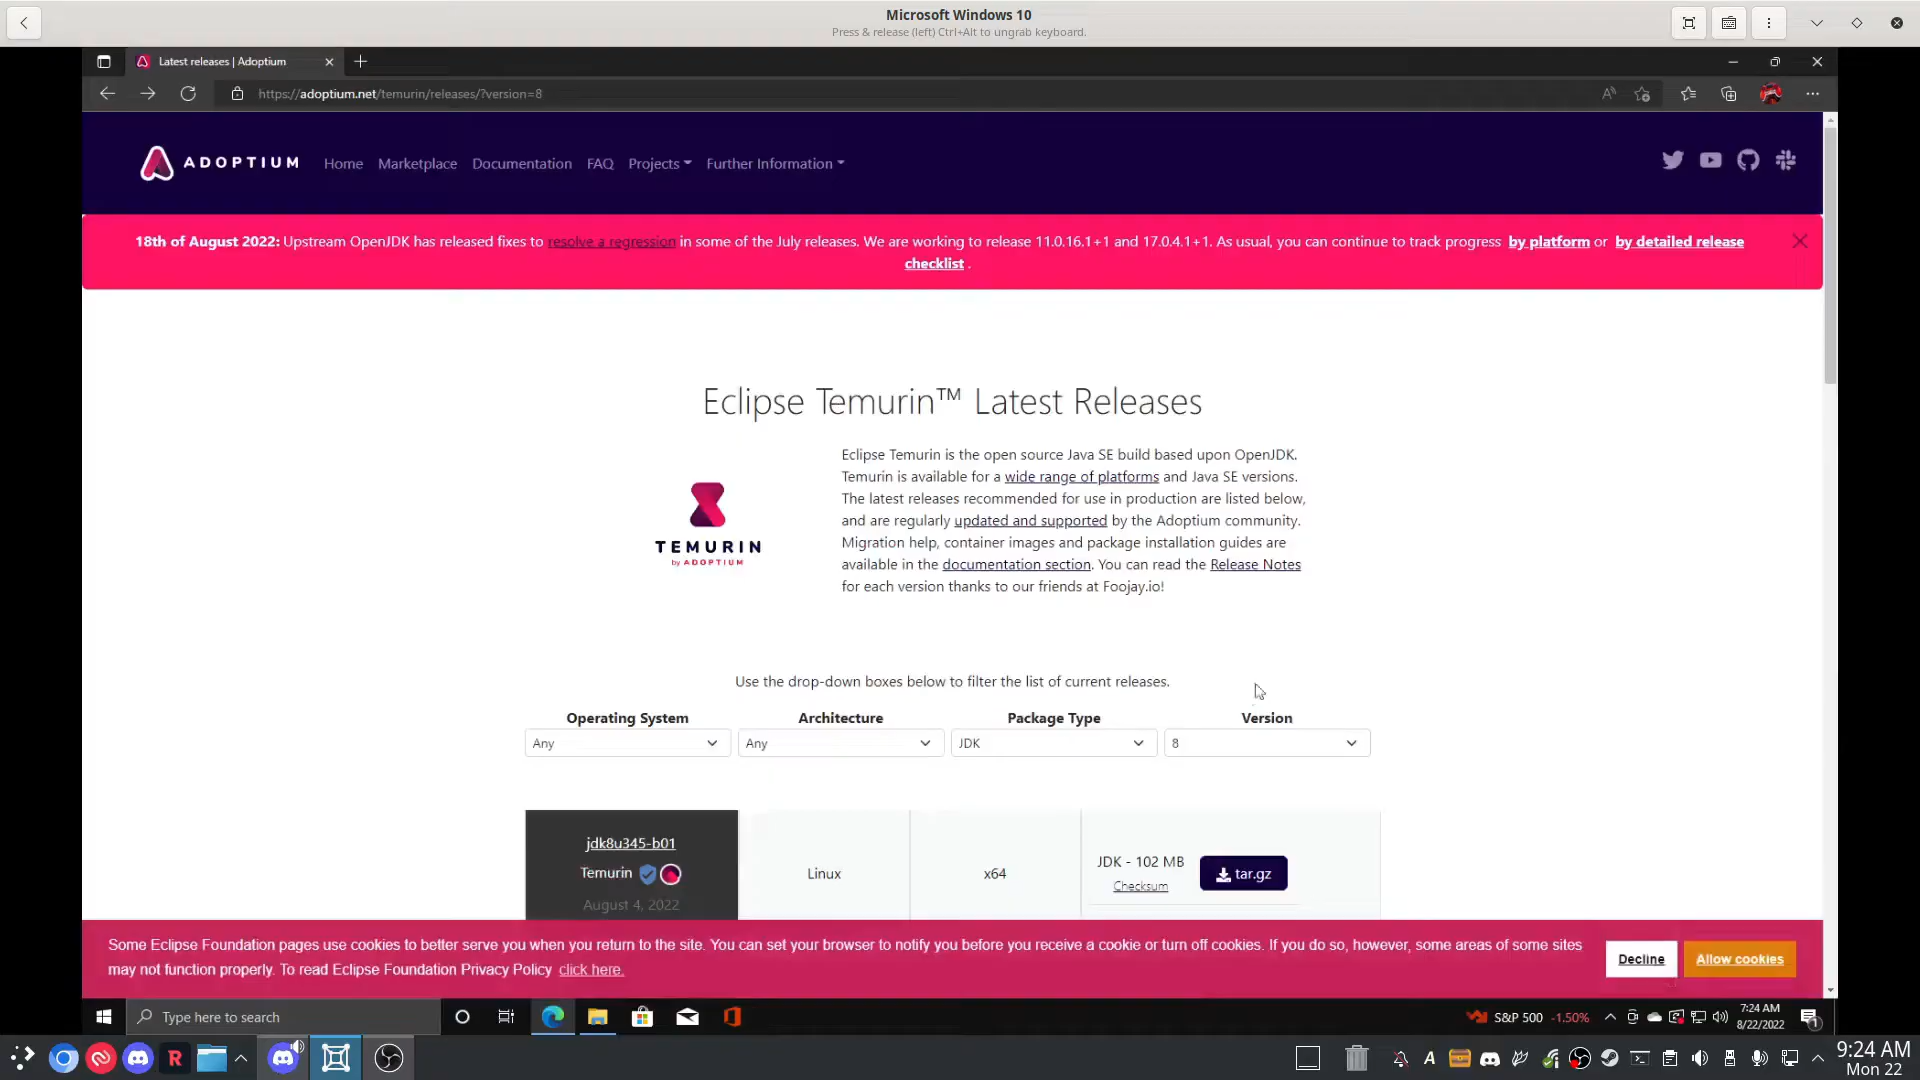 Microsoft Windows 10
Press & release (left) Ctrl+Alt to ungrab keyboard.
Latest releases | Adoptium
https://adoptium.net/temurin/releases/?version=8
ADOPTIUM
Home Marketplace Documentation FAQ Projects Further Information
18th of August 2022: Upstream OpenJDK has released fixes to resolve a regression in some of the July releases. We are working to release 11.0.16.1+1 and 17.0.4.1+1. As usual, you can continue to track progress by platform or by detailed release
checklist .
Eclipse Temurin™ Latest Releases
Eclipse Temurin is the open source Java SE build based upon OpenJDK.
Temurin is available for a wide range of platforms and Java SE versions.
The latest releases recommended for use in production are listed below,
and are regularly updated and supported by the Adoptium community.
Migration help, container images and package installation guides are
available in the documentation section. You can read the Release Notes
for each version thanks to our friends at Foojay.io!
TEMURIN
by ADOPTIUM
Use the drop-down boxes below to filter the list of current releases.
Operating System Architecture Package Type Version
Any Any JDK 8
jdk8u345-b01
Temurin
August 4, 2022
Linux
x64
JDK - 102 MB
Checksum
tar.gz
Some Eclipse Foundation pages use cookies to better serve you when you return to the site. You can set your browser to notify you before you receive a cookie or turn off cookies. If you do so, however, some areas of some sites
may not function properly. To read Eclipse Foundation Privacy Policy click here.
Decline
Allow cookies
Type here to search
S&P 500 -1.50%
7:24 AM
8/22/2022
9:24 AM
Mon 22